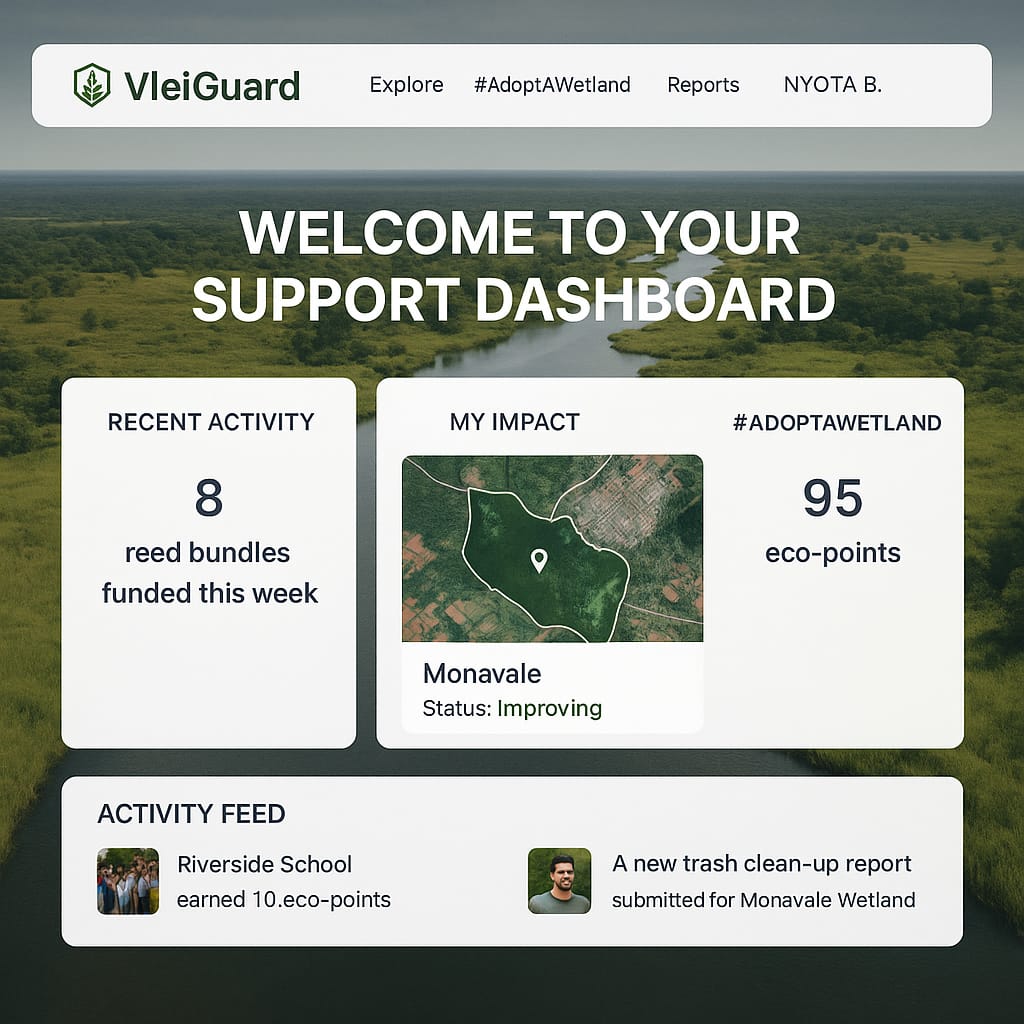 VleiGuard
Explore
#AdoptAWetland
Reports
NYOTA B.
WELCOME TO YOUR
SUPPORT DASHBOARD
RECENT ACTIVITY
8
reed bundles
funded this week
MY IMPACT
Monavale
Status: Improving
#ADOPTAWETLAND
95
eco-points
ACTIVITY FEED
Riverside School
earned 10.eco-points
A new trash clean-up report
submitted for Monavale Wetland